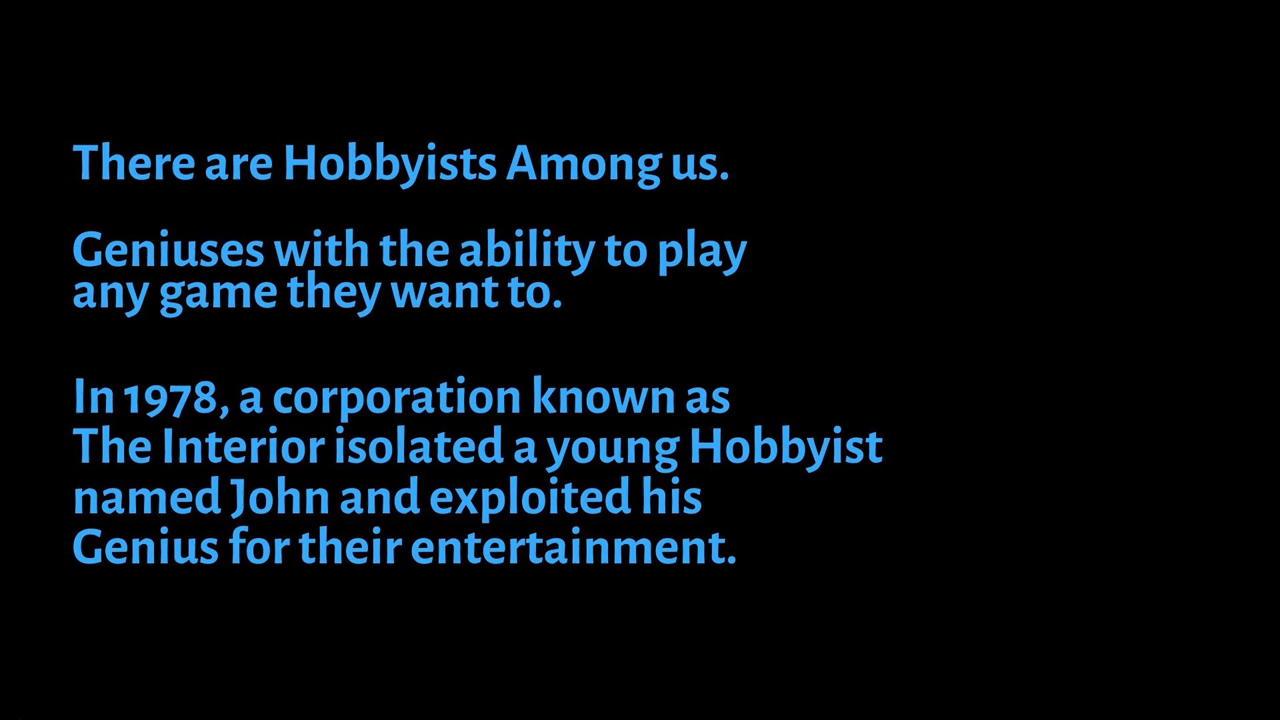 There are Hobbyists Among us.
Geniuses with the ability to play
any game they want to.
In 1978, a corporation known as
The Interior isolated a young Hobbyist
named John and exploited his
Genius for their entertainment.